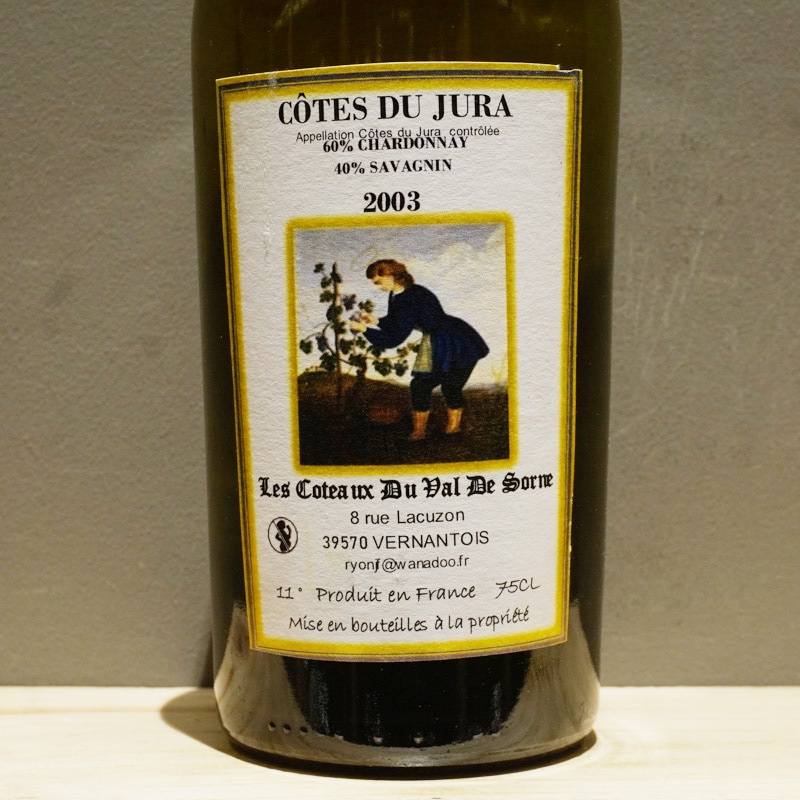 CÔTES DU JURA
Appellation Côtes du Jura contrôlée
60% CHARDONNAY
40% SAVAGNIN
2003
Les Coteaux Du Val De Sorne
8 rue Lacuzon
39570 VERNANTOIS
ryonjf@wanadoo.fr
11° Produit en France 75CL
Mise en bouteilles à la propriété